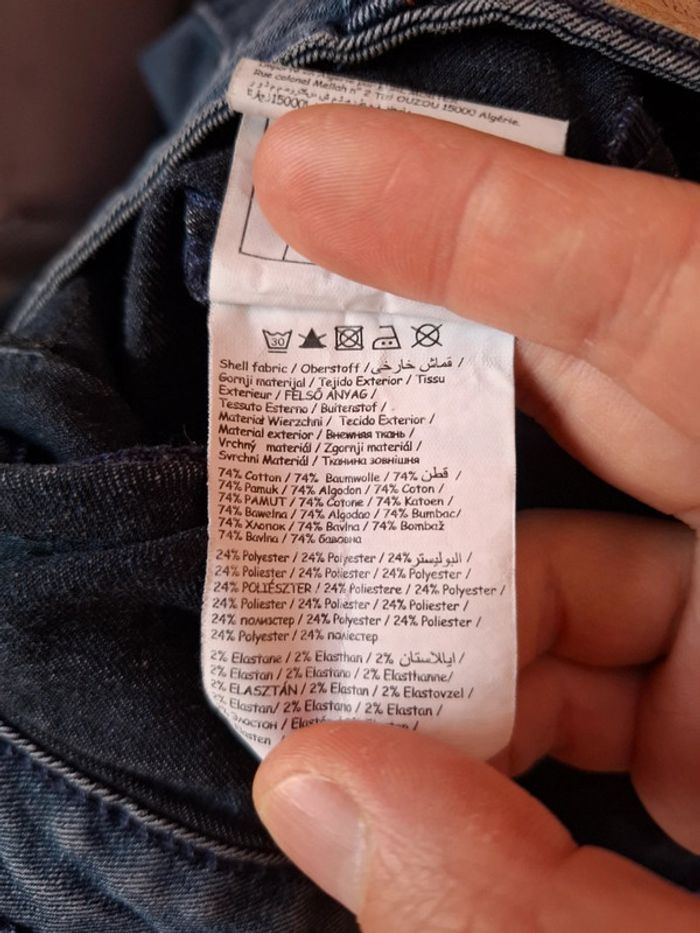 Rue colonel Mellah n° 2 Tizi OUZOU 15000 Algérie.
30
Shell fabric / Oberstoff / قماش خارجي /
Gornji materijal / Tejido Exterior / Tissu
Exterieur / FELSŐ ANYAG /
Tessuto Esterno / Buitenstof /
Materiał Wierzchni / Tecido Exterior /
Material exterior / Внешняя ткань /
Vrchný materiál / Zgornji material /
Svrchni Materiál / Тканина зовнішня
74% Cotton / 74% Baumwolle / 74% قطن /
74% Pamuk / 74% Algodon / 74% Coton /
74% PAMUT / 74% Cotone / 74% Katoen /
74% Bawełna / 74% Algodao / 74% Bumbac/
74% Хлопок / 74% Bavlna / 74% Bombaž
74% Bavlna / 74% бавовна
24% Polyester / 24% Polyester / 24% البوليستر /
24% Poliester / 24% Poliester / 24% Polyester /
24% POLIÉSZTER / 24% Poliestere / 24% Polyester /
24% Poliester / 24% Poliester / 24% Poliester /
24% полиэстер / 24% Polyester / 24% Poliester /
24% Polyester / 24% поліестер
2% Elastane / 2% Elasthan / 2% ايلاستان /
2% Elastan / 2% Elastano / 2% Elasthanne/
2% ELASZTÁN / 2% Elastan / 2% Elastovzel /
Elastan/ 2% Elastano / 2% Elastan /